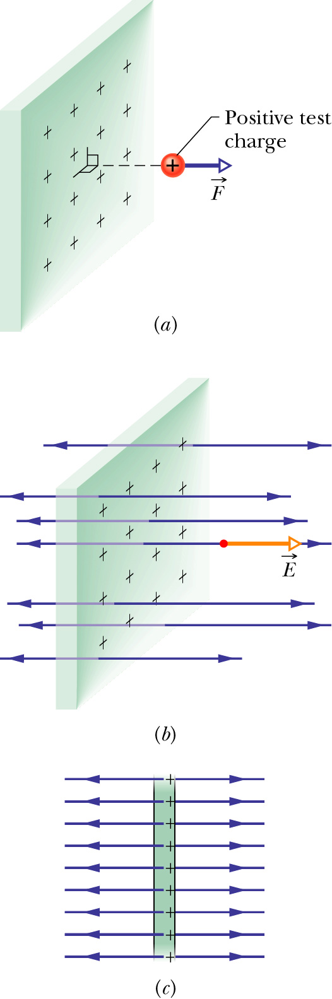 Positive test
charge
+
F
(a)
E
(b)
(c)